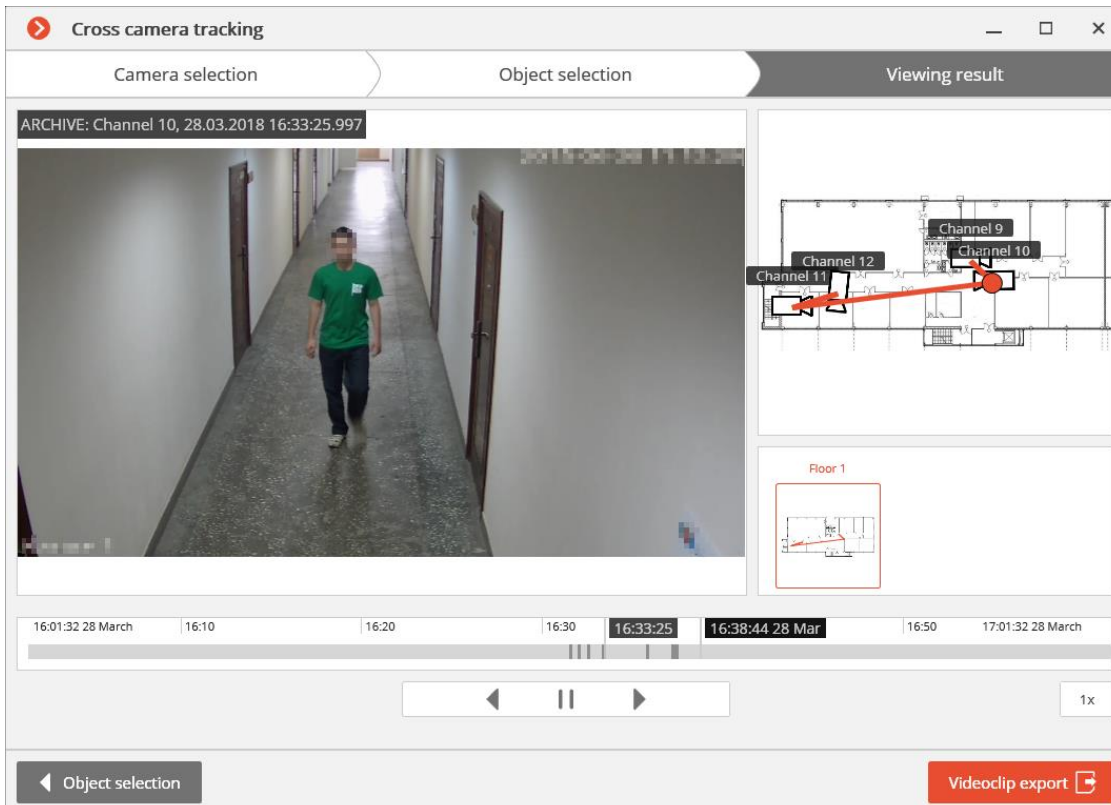 Cross camera tracking
Camera selection
Object selection
Viewing result
ARCHIVE: Channel 10, 28.03.2018 16:33:25.997
Channel 9
Channel 10
Channel 12
Channel 11
Floor 1
16:01:32 28 March
16:10
16:20
16:30
16:33:25
16:38:44 28 Mar
16:50
17:01:32 28 March
1x
Object selection
Videoclip export